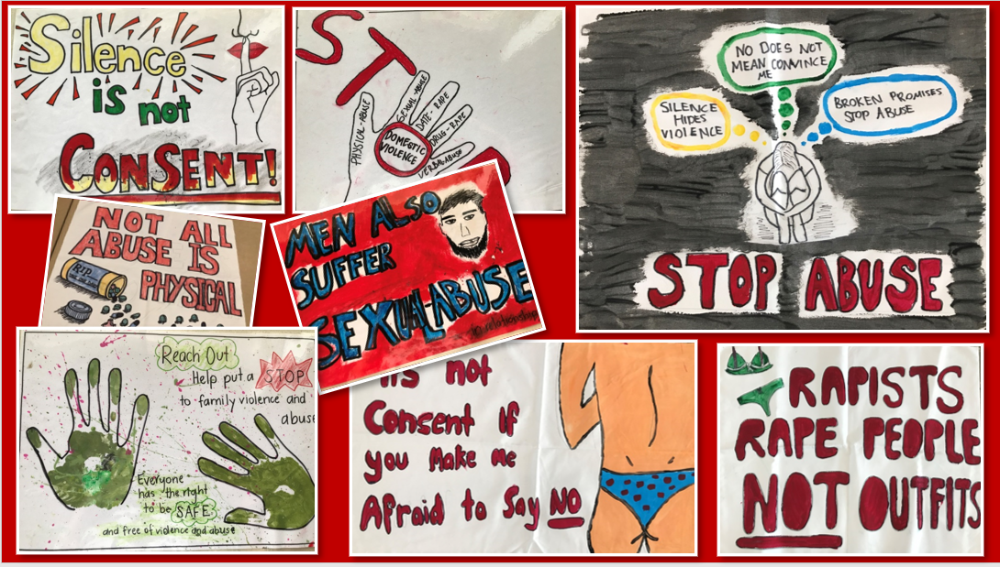 Silence
is not
CONSENT!
ST
PHYSICAL-ABUSE
SEXUAL-ABUSE
DATE-RAPE
DRUG-RAPE
VERBAL-ABUSE
DOMESTIC
VIOLENCE
NO DOES NOT
MEAN CONVINCE
ME
SILENCE
HIDES
VIOLENCE
BROKEN PROMISES
STOP ABUSE
STOP ABUSE
NOT ALL
ABUSE IS
PHYSICAL
RIP
MEN ALSO
SUFFER
SEXUAL-ABUSE
Reach Out
Help put a STOP
to family violence and
abuse
Everyone
has the right
to be SAFE
and free of violence and abuse
its not
Consent If
you Make me
Afraid to Say NO
RAPISTS
RAPE PEOPLE
NOT OUTFITS